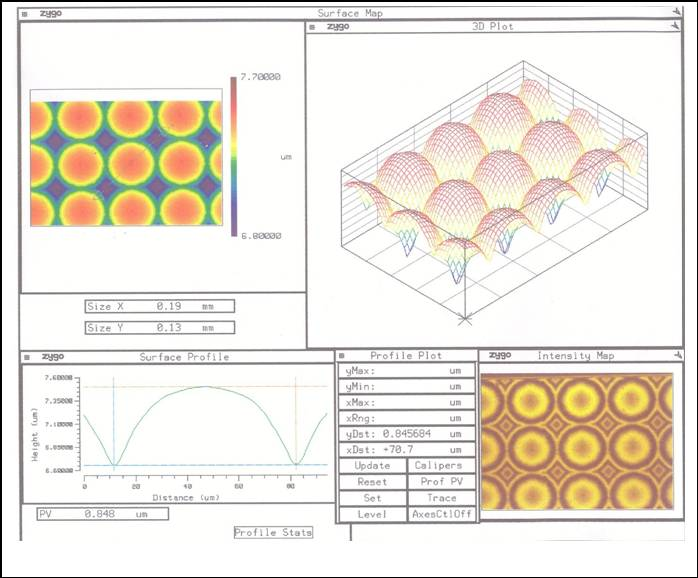 zygo Surface Map
zygo 3D Plot
7.70000
um
6.80000
Size X 0.19 mm
Size Y 0.13 mm
zygo Surface Profile
7.60000
7.35000
7.10000
6.85000
6.60000
Height (um)
0 20 40 60 80
Distance (um)
PV 0.848 um
Profile Stats
Profile Plot
yMax: um
yMin: um
xMax: um
xRng: um
yDst: 0.845684 um
xDst: +70.7 um
Update Calipers
Reset Prof PV
Set Trace
Level AxesCtlOff
zygo Intensity Map